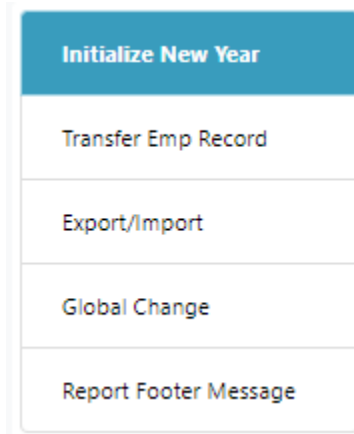 Initialize New Year
Transfer Emp Record
Export/Import
Global Change
Report Footer Message